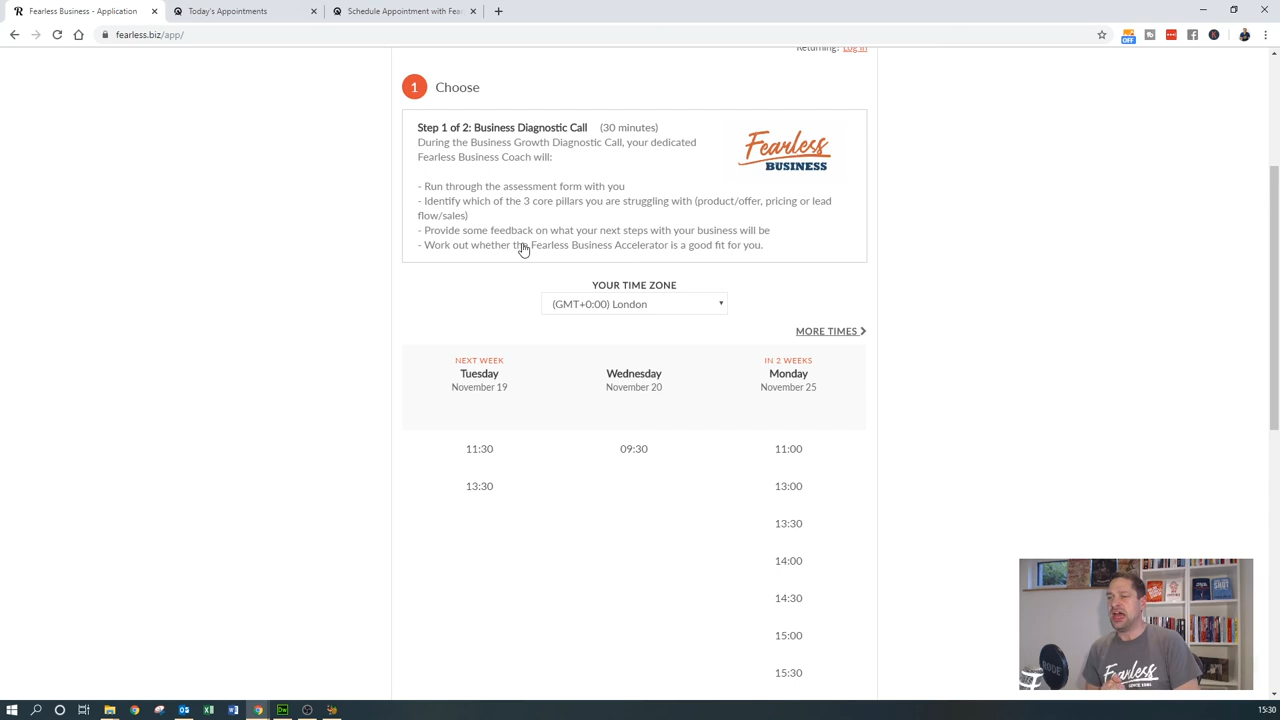 Fearless Business - Application
Today's Appointments
Schedule Appointment with Fea
fearless.biz/app/
OFF
Returning? Log in
1 Choose
Step 1 of 2: Business Diagnostic Call (30 minutes)
During the Business Growth Diagnostic Call, your dedicated
Fearless Business Coach will:
- Run through the assessment form with you
- Identify which of the 3 core pillars you are struggling with (product/offer, pricing or lead
flow/sales)
- Provide some feedback on what your next steps with your business will be
- Work out whether the Fearless Business Accelerator is a good fit for you.
Fearless
BUSINESS
YOUR TIME ZONE
(GMT+0:00) London
MORE TIMES
NEXT WEEK
Tuesday
November 19
Wednesday
November 20
IN 2 WEEKS
Monday
November 25
11:30
09:30
11:00
13:30
13:00
13:30
14:00
14:30
15:00
15:30
RODE
Fearless
SINCE 1981
15:30